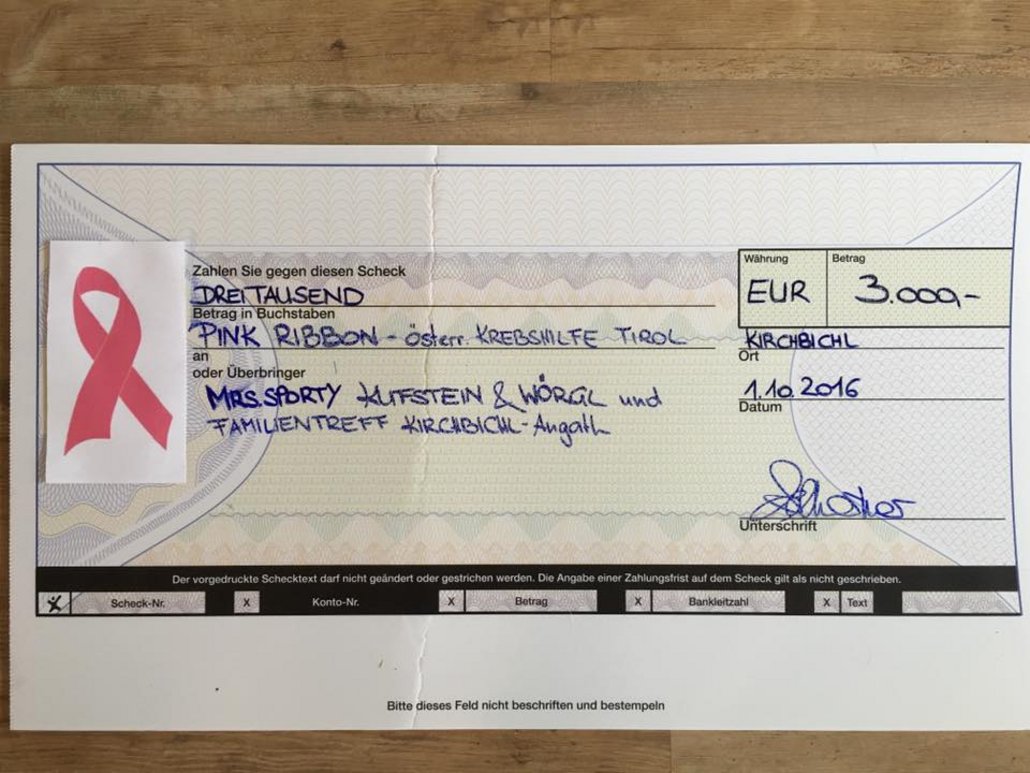 Zahlen Sie gegen diesen Scheck
DREITAUSEND
Betrag in Buchstaben
PINK RIBBON - österr. KREBSHILFE TIROL
an
oder Überbringer
MRS.SPORTY KUFSTEIN & WÖRGL und
FAMILIENTREFF KIRCHBICHL-Angath
Währung Betrag
EUR 3.000,-
KIRCHBICHL
Ort
1.10.2016
Datum
Unterschrift
Der vorgedruckte Schecktext darf nicht geändert oder gestrichen werden. Die Angabe einer Zahlungsfrist auf dem Scheck gilt als nicht geschrieben.
X Scheck-Nr. X Konto-Nr. X Betrag X Bankleitzahl X Text
Bitte dieses Feld nicht beschriften und bestempeln